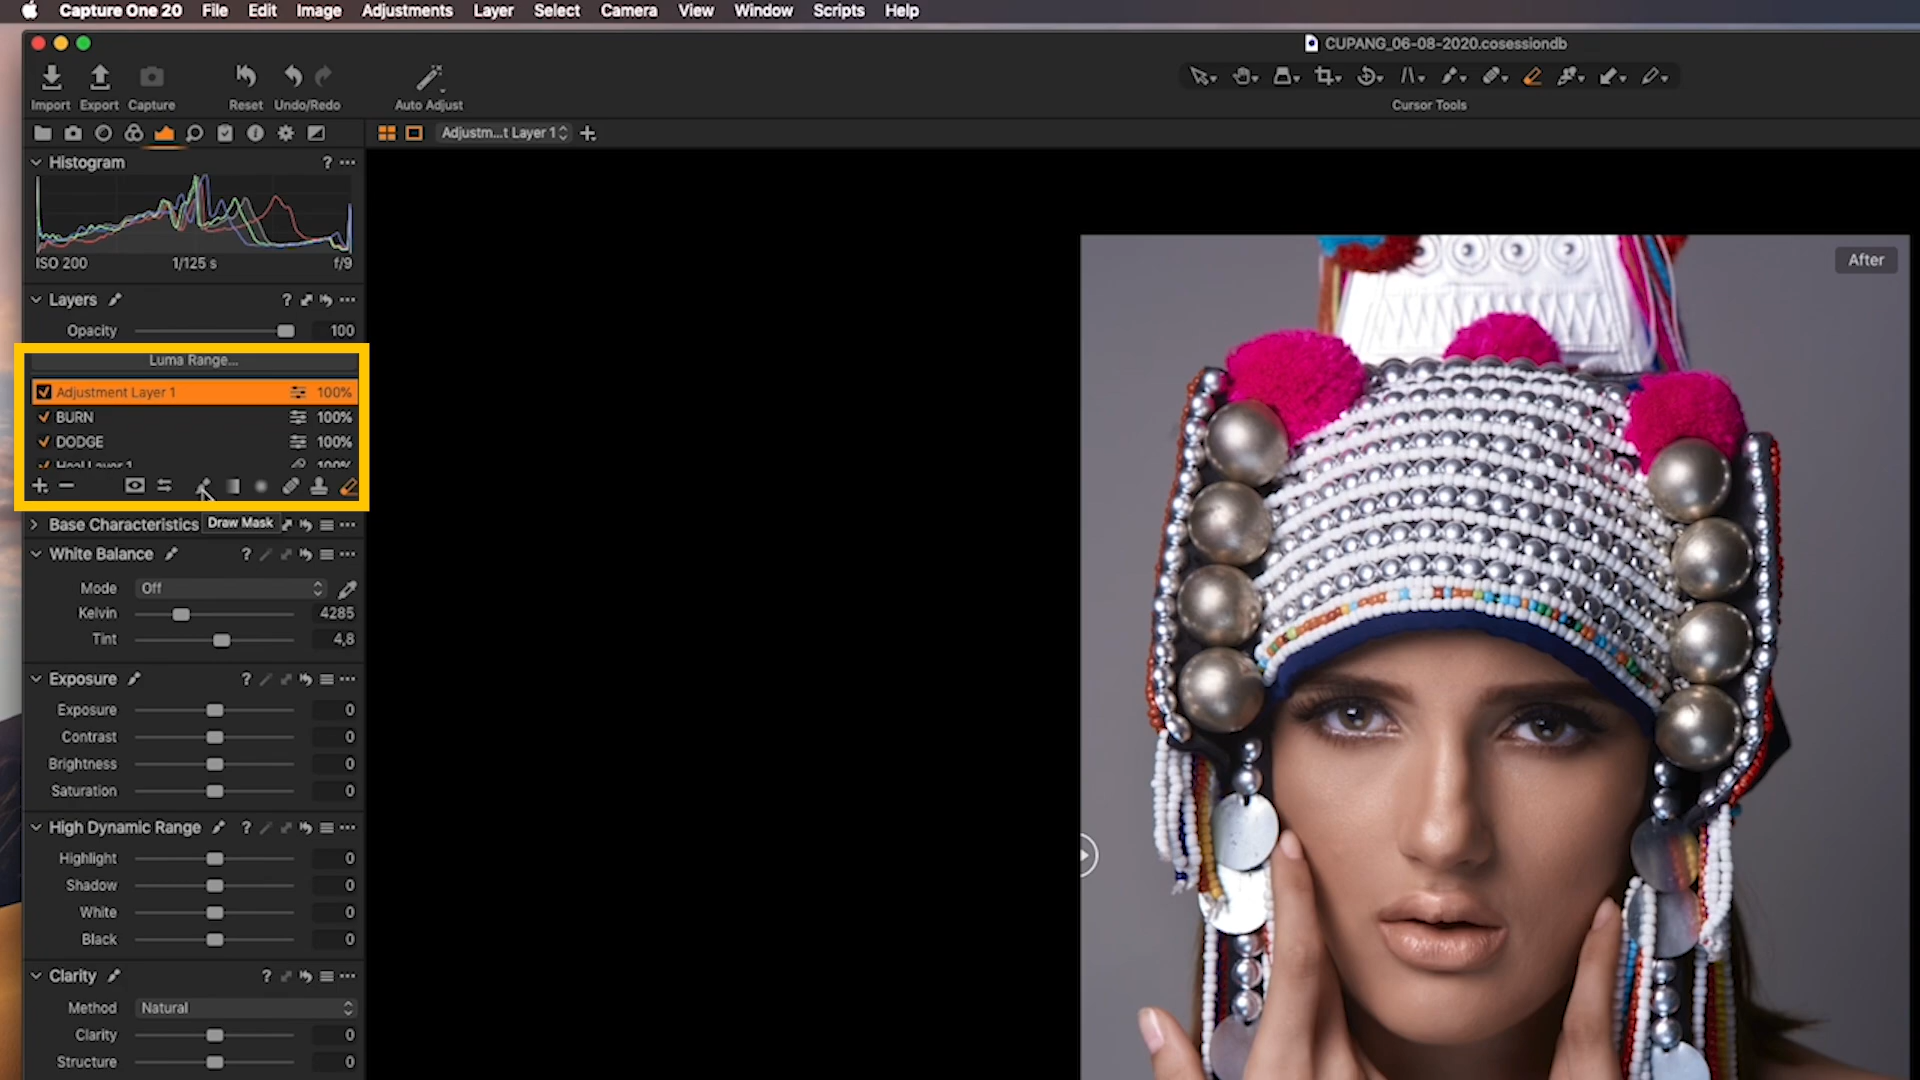 Capture One 20 File Edit Image Adjustments Layer Select Camera View Window Scripts Help
CUPANG_06-08-2020.cosessiondb
Import Export Capture Reset Undo/Redo Auto Adjust Cursor Tools
Adjustm...t Layer 1
Histogram ?
ISO 200 1/125 s f/9
Layers ?
Opacity 100
Luma Range...
Adjustment Layer 1 100%
BURN 100%
DODGE 100%
Heal Layer 1 100%
Base Characteristics
Draw Mask
White Balance ?
Mode Off
Kelvin 4285
Tint 4,8
Exposure ?
Exposure 0
Contrast 0
Brightness 0
Saturation 0
High Dynamic Range ?
Highlight 0
Shadow 0
White 0
Black 0
Clarity ?
Method Natural
Clarity 0
Structure 0
After